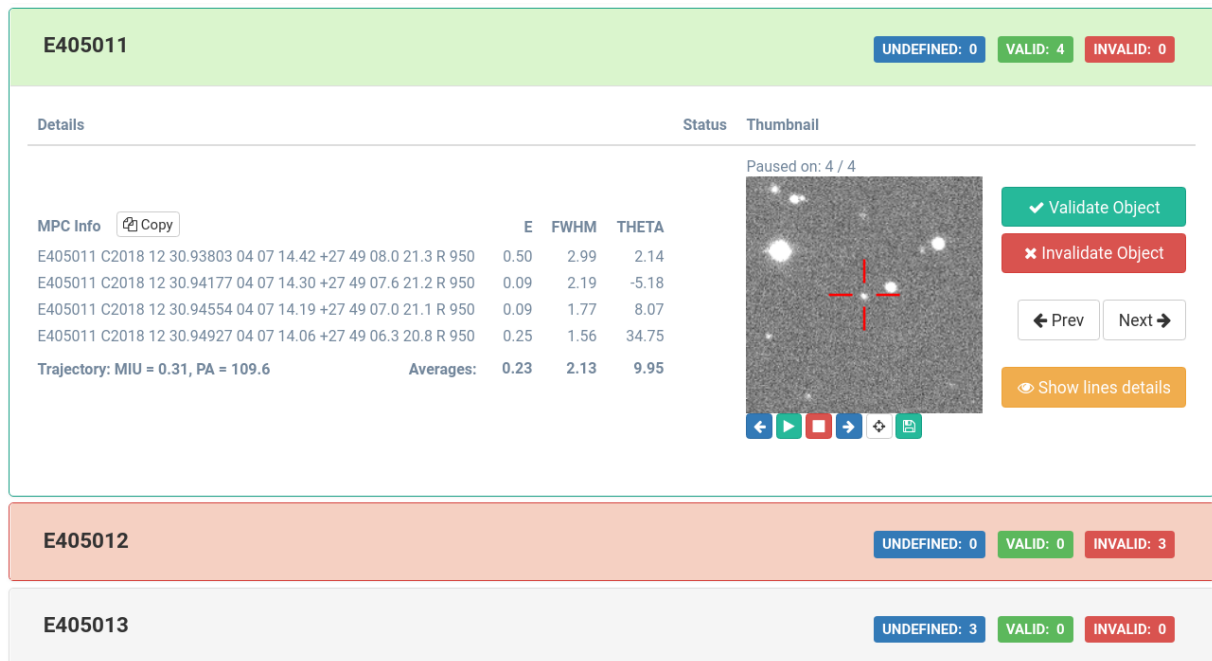 E405011 UNDEFINED: 0 VALID: 4 INVALID: 0
Details Status Thumbnail
Paused on: 4 / 4
Validate Object
MPC Info Copy E FWHM THETA
E405011 C2018 12 30.93803 04 07 14.42 +27 49 08.0 21.3 R 950 0.50 2.99 2.14
Invalidate Object
E405011 C2018 12 30.94177 04 07 14.30 +27 49 07.6 21.2 R 950 0.09 2.19 -5.18
E405011 C2018 12 30.94554 04 07 14.19 +27 49 07.0 21.1 R 950 0.09 1.77 8.07
Prev Next
E405011 C2018 12 30.94927 04 07 14.06 +27 49 06.3 20.8 R 950 0.25 1.56 34.75
Trajectory: MIU = 0.31, PA = 109.6 Averages: 0.23 2.13 9.95
Show lines details
E405012 UNDEFINED: 0 VALID: 0 INVALID: 3
E405013 UNDEFINED: 3 VALID: 0 INVALID: 0